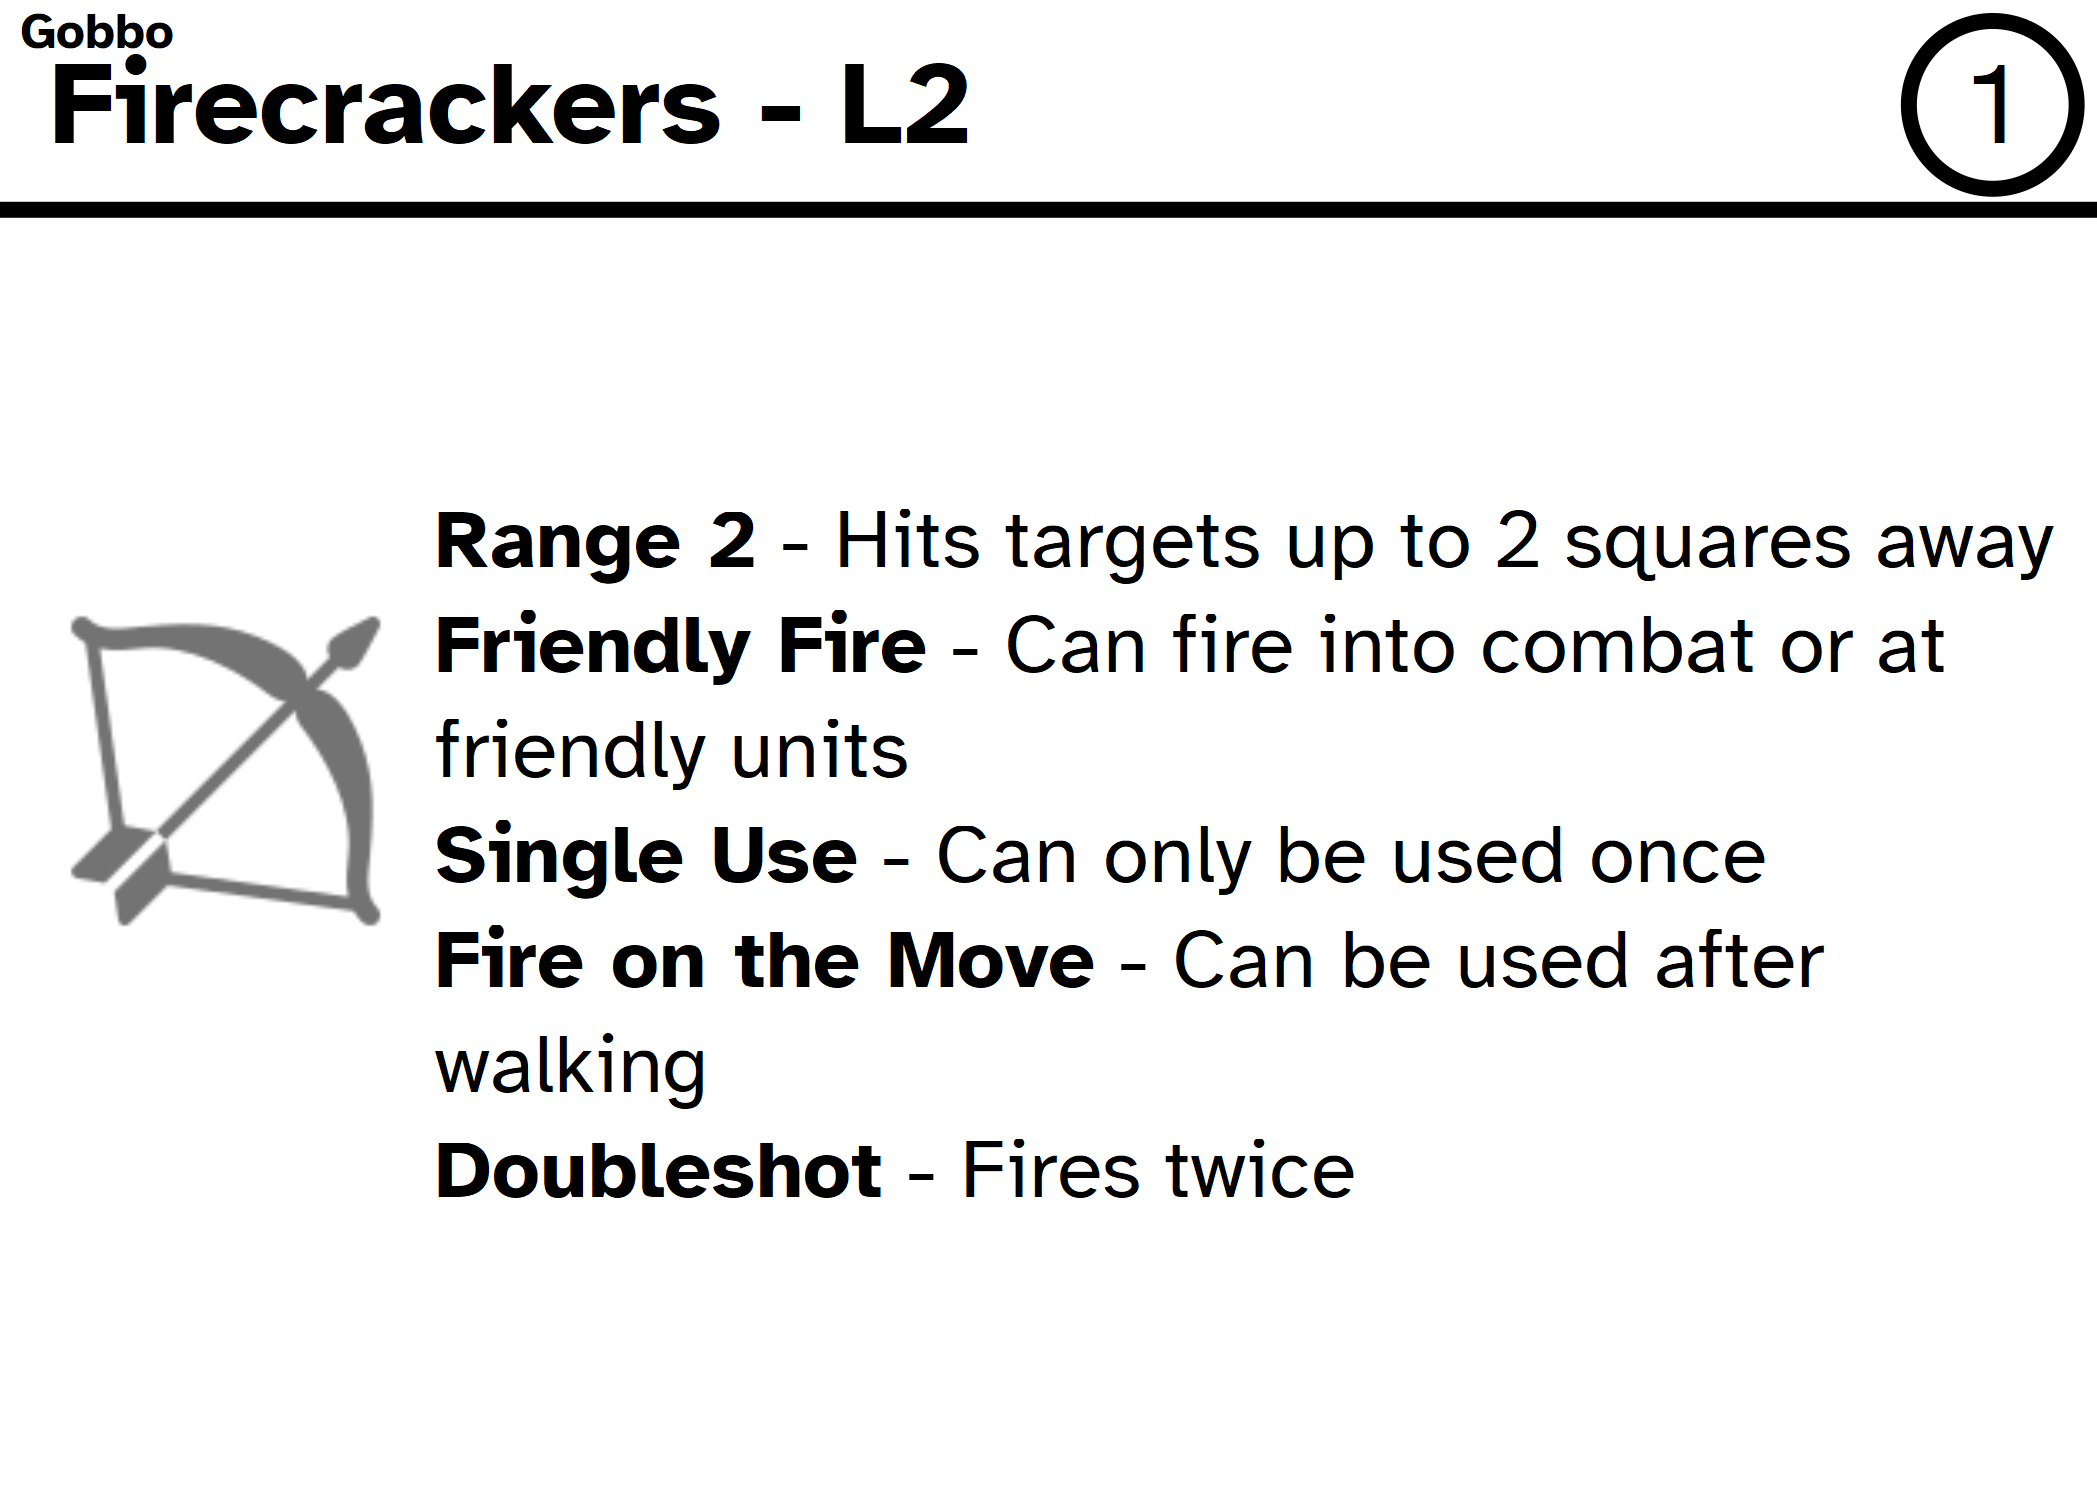 Gobbo
Firecrackers - L2
1
Range 2 - Hits targets up to 2 squares away
Friendly Fire - Can fire into combat or at
friendly units
Single Use - Can only be used once
Fire on the Move - Can be used after
walking
Doubleshot - Fires twice